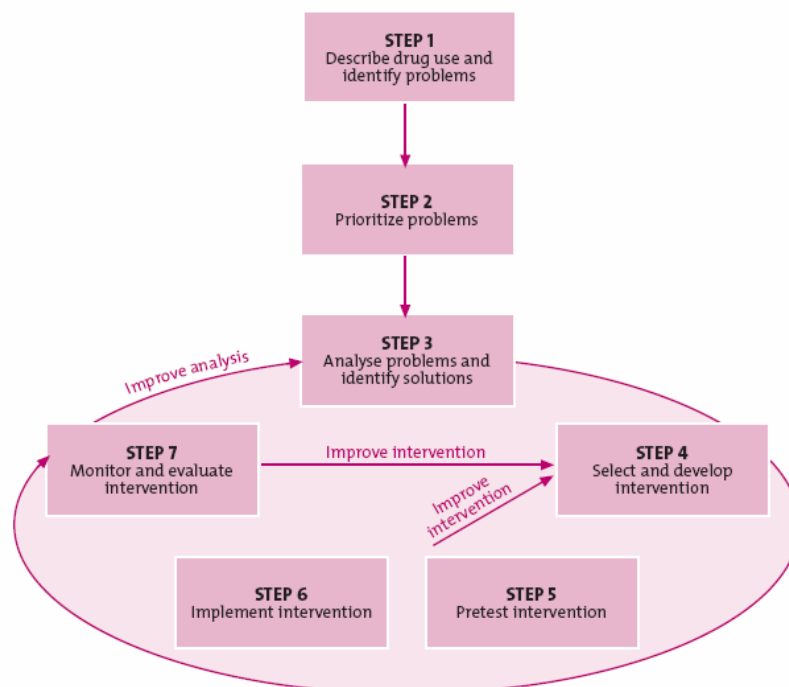 STEP 1
Describe drug use and
identify problems
STEP 2
Prioritize problems
STEP 3
Analyse problems and
identify solutions
Improve analysis
STEP 7
Monitor and evaluate
intervention
Improve intervention
STEP 4
Select and develop
intervention
Improve
intervention
STEP 6
Implement intervention
STEP 5
Pretest intervention